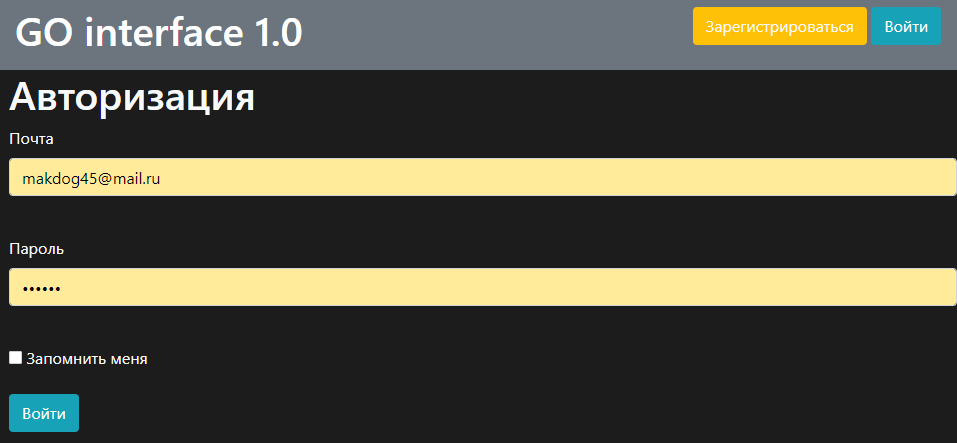 GO interface 1.0
Зарегистрироваться
Войти
Авторизация
Почта
makdog45@mail.ru
Пароль
••••••
Запомнить меня
Войти